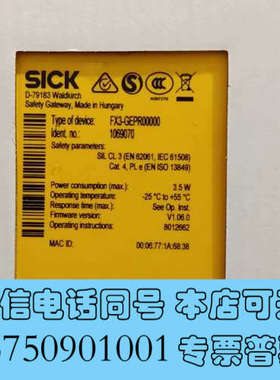 SICK
D-79183 Waldkirch
Safety Gateway, Made in Hungary
Type of device: FX3-GEPR00000
Ident. no.: 1069070
Safety parameters:
SIL CL 3 (EN 62061, IEC 61508)
Cat. 4, PL e (EN ISO 13849)
Power consumption (max.): 3.5 W
Operating temperature: -25 °C to +55 °C
Response time (max.): See Op. Inst.
Firmware version: V1.06.0
Operating instructions: 8012662
MAC ID: 00:06:77:1A:68:38
信电话同号 本店可
3750901001 专票普